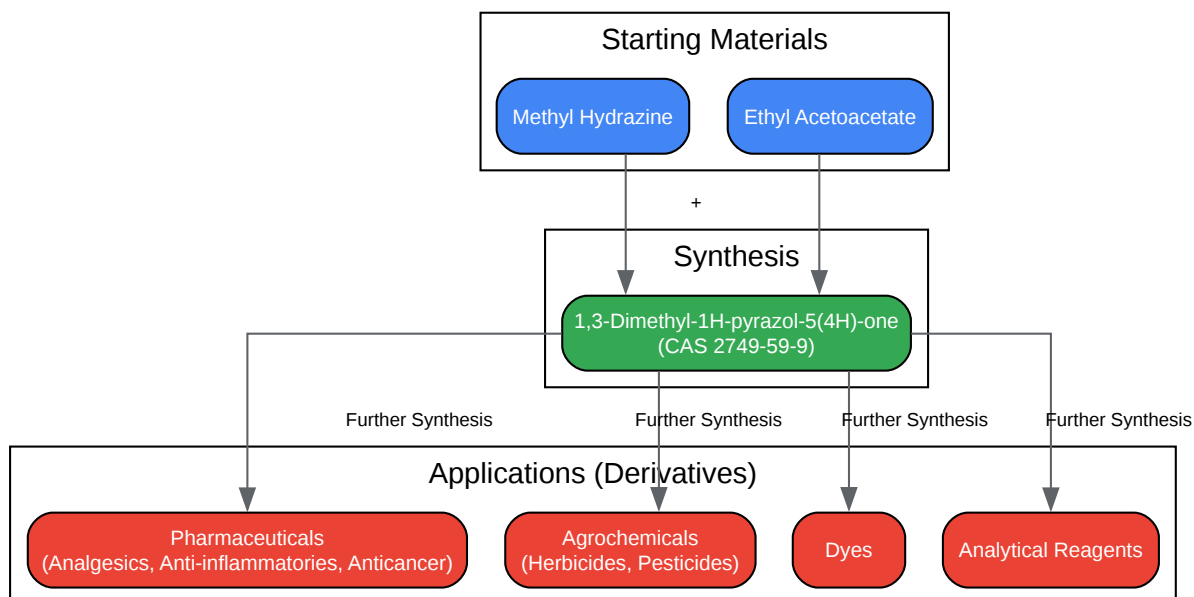 Starting Materials
Methyl Hydrazine
Ethyl Acetoacetate
+
Synthesis
1,3-Dimethyl-1H-pyrazol-5(4H)-one
(CAS 2749-59-9)
Further Synthesis
Further Synthesis
Further Synthesis
Further Synthesis
Applications (Derivatives)
Pharmaceuticals
(Analgesics, Anti-inflammatories, Anticancer)
Agrochemicals
(Herbicides, Pesticides)
Dyes
Analytical Reagents